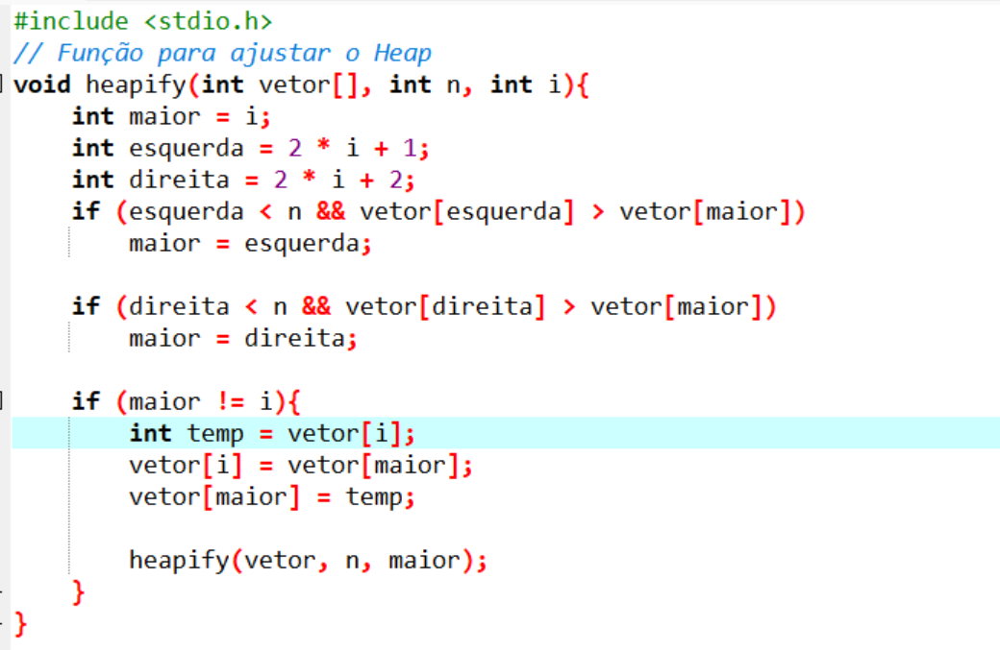 #include <stdio.h>
// Função para ajustar o Heap
void heapify(int vetor[], int n, int i){
    int maior = i;
    int esquerda = 2 * i + 1;
    int direita = 2 * i + 2;
    if (esquerda < n && vetor[esquerda] > vetor[maior])
        maior = esquerda;

    if (direita < n && vetor[direita] > vetor[maior])
        maior = direita;

    if (maior != i){
        int temp = vetor[i];
        vetor[i] = vetor[maior];
        vetor[maior] = temp;

        heapify(vetor, n, maior);
    }
}